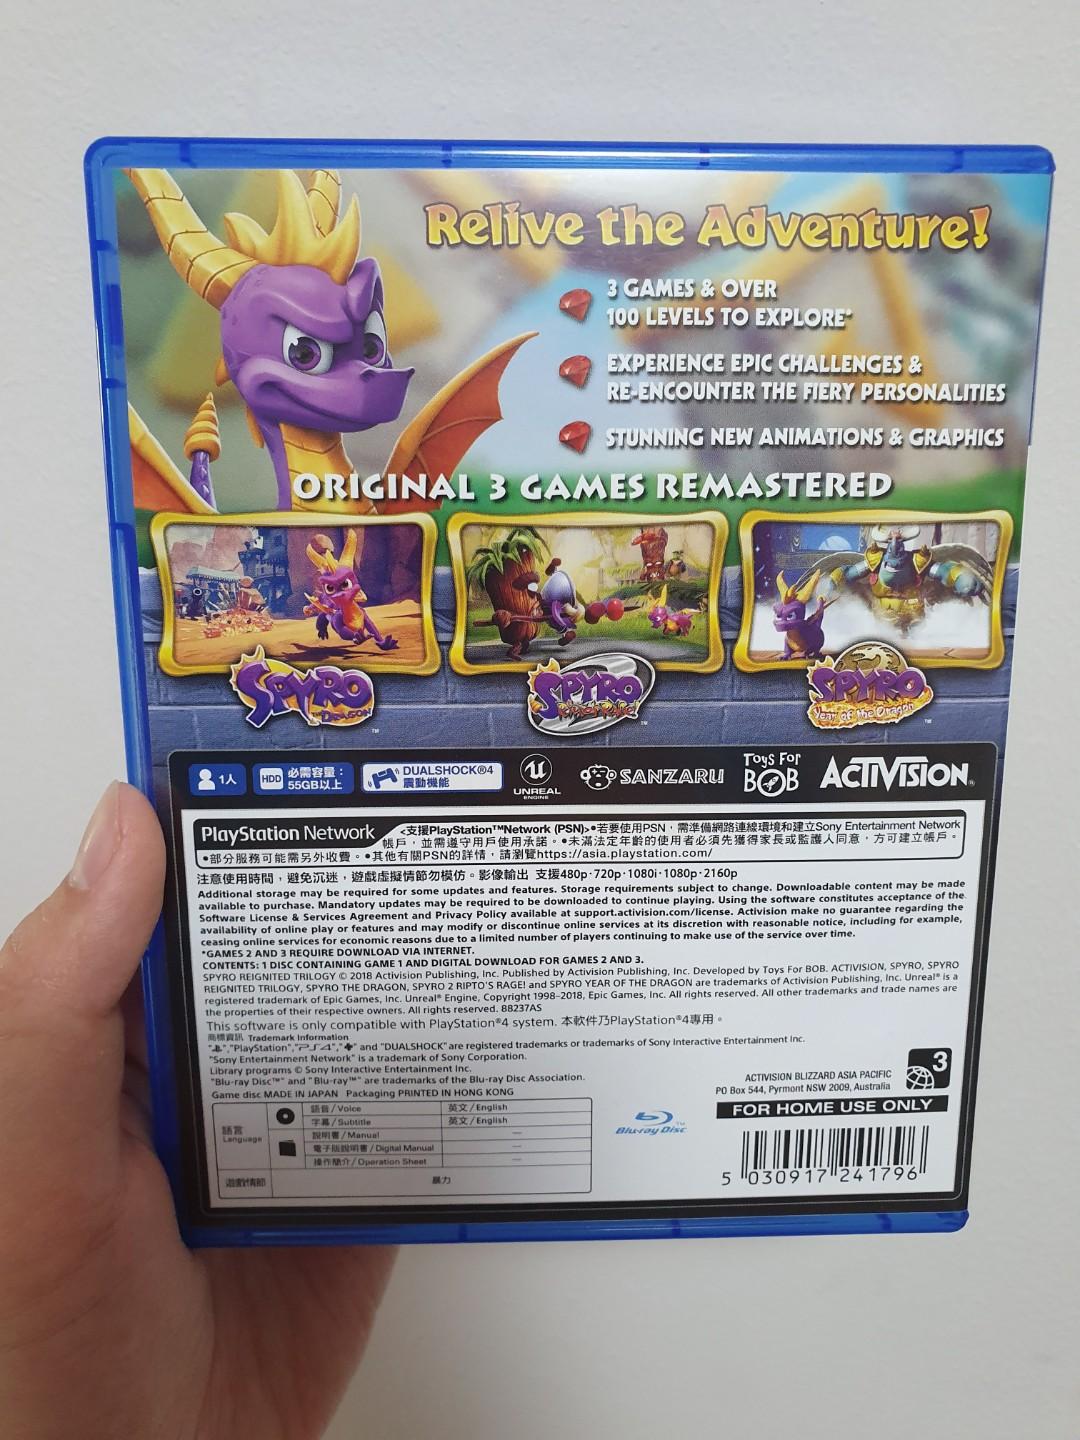 Relive the Adventure!
3 GAMES & OVER
100 LEVELS TO EXPLORE*
EXPERIENCE EPIC CHALLENGES &
RE-ENCOUNTER THE FIERY PERSONALITIES
STUNNING NEW ANIMATIONS & GRAPHICS
ORIGINAL 3 GAMES REMASTERED
SPYRO THE DRAGON ™
SPYRO RIPTO'S RAGE! ™
SPYRO Year of the Dragon ™
1人
HDD 必需容量：
55GB以上
DUALSHOCK®4
震動機能
UNREAL
ENGINE
SANZARU
TOYS FOR
BOB
ACTIVISION®
PlayStation Network
<支援PlayStation™Network (PSN)>•若要使用PSN，需準備網路連線環境和建立Sony Entertainment Network
帳戶，並需遵守用戶使用承諾。•未滿法定年齡的使用者必須先獲得家長或監護人同意，方可建立帳戶。
•部分服務可能需另外收費。•其他有關PSN的詳情，請瀏覽https://asia.playstation.com/
注意使用時間，避免沉迷，遊戲虛擬情節勿模仿。影像輸出 支援480p·720p·1080i·1080p·2160p
Additional storage may be required for some updates and features. Storage requirements subject to change. Downloadable content may be made
available to purchase. Mandatory updates may be required to be downloaded to continue playing. Using the software constitutes acceptance of the
Software License & Services Agreement and Privacy Policy available at support.activision.com/license. Activision make no guarantee regarding the
availability of online play or features and may modify or discontinue online services at its discretion with reasonable notice, including for example,
ceasing online services for economic reasons due to a limited number of players continuing to make use of the service over time.
*GAMES 2 AND 3 REQUIRE DOWNLOAD VIA INTERNET.
CONTENTS: 1 DISC CONTAINING GAME 1 AND DIGITAL DOWNLOAD FOR GAMES 2 AND 3.
SPYRO REIGNITED TRILOGY © 2018 Activision Publishing, Inc. Published by Activision Publishing, Inc. Developed by Toys For BOB. ACTIVISION, SPYRO, SPYRO
REIGNITED TRILOGY, SPYRO THE DRAGON, SPYRO 2 RIPTO'S RAGE! and SPYRO YEAR OF THE DRAGON are trademarks of Activision Publishing, Inc. Unreal® is a
registered trademark of Epic Games, Inc. Unreal® Engine, Copyright 1998-2018, Epic Games, Inc. All rights reserved. All other trademarks and trade names are
the properties of their respective owners. All rights reserved. 88237AS
This software is only compatible with PlayStation®4 system. 本軟件乃PlayStation®4專用。
商標資訊 Trademark Information
"PS", "PlayStation", "PS4", and "DUALSHOCK" are registered trademarks or trademarks of Sony Interactive Entertainment Inc.
"Sony Entertainment Network" is a trademark of Sony Corporation.
Library programs © Sony Interactive Entertainment Inc.
"Blu-ray Disc™" and "Blu-ray™" are trademarks of the Blu-ray Disc Association.
Game disc MADE IN JAPAN Packaging PRINTED IN HONG KONG
語言
Language
語音/Voice 英文/English
字幕/Subtitle 英文/English
說明書/Manual —
電子版說明書/Digital Manual —
操作簡介/Operation Sheet —
遊戲情節 暴力
Blu-ray Disc ™
ACTIVISION BLIZZARD ASIA PACIFIC
PO Box 544, Pyrmont NSW 2009, Australia
3
FOR HOME USE ONLY
5 030917 241796